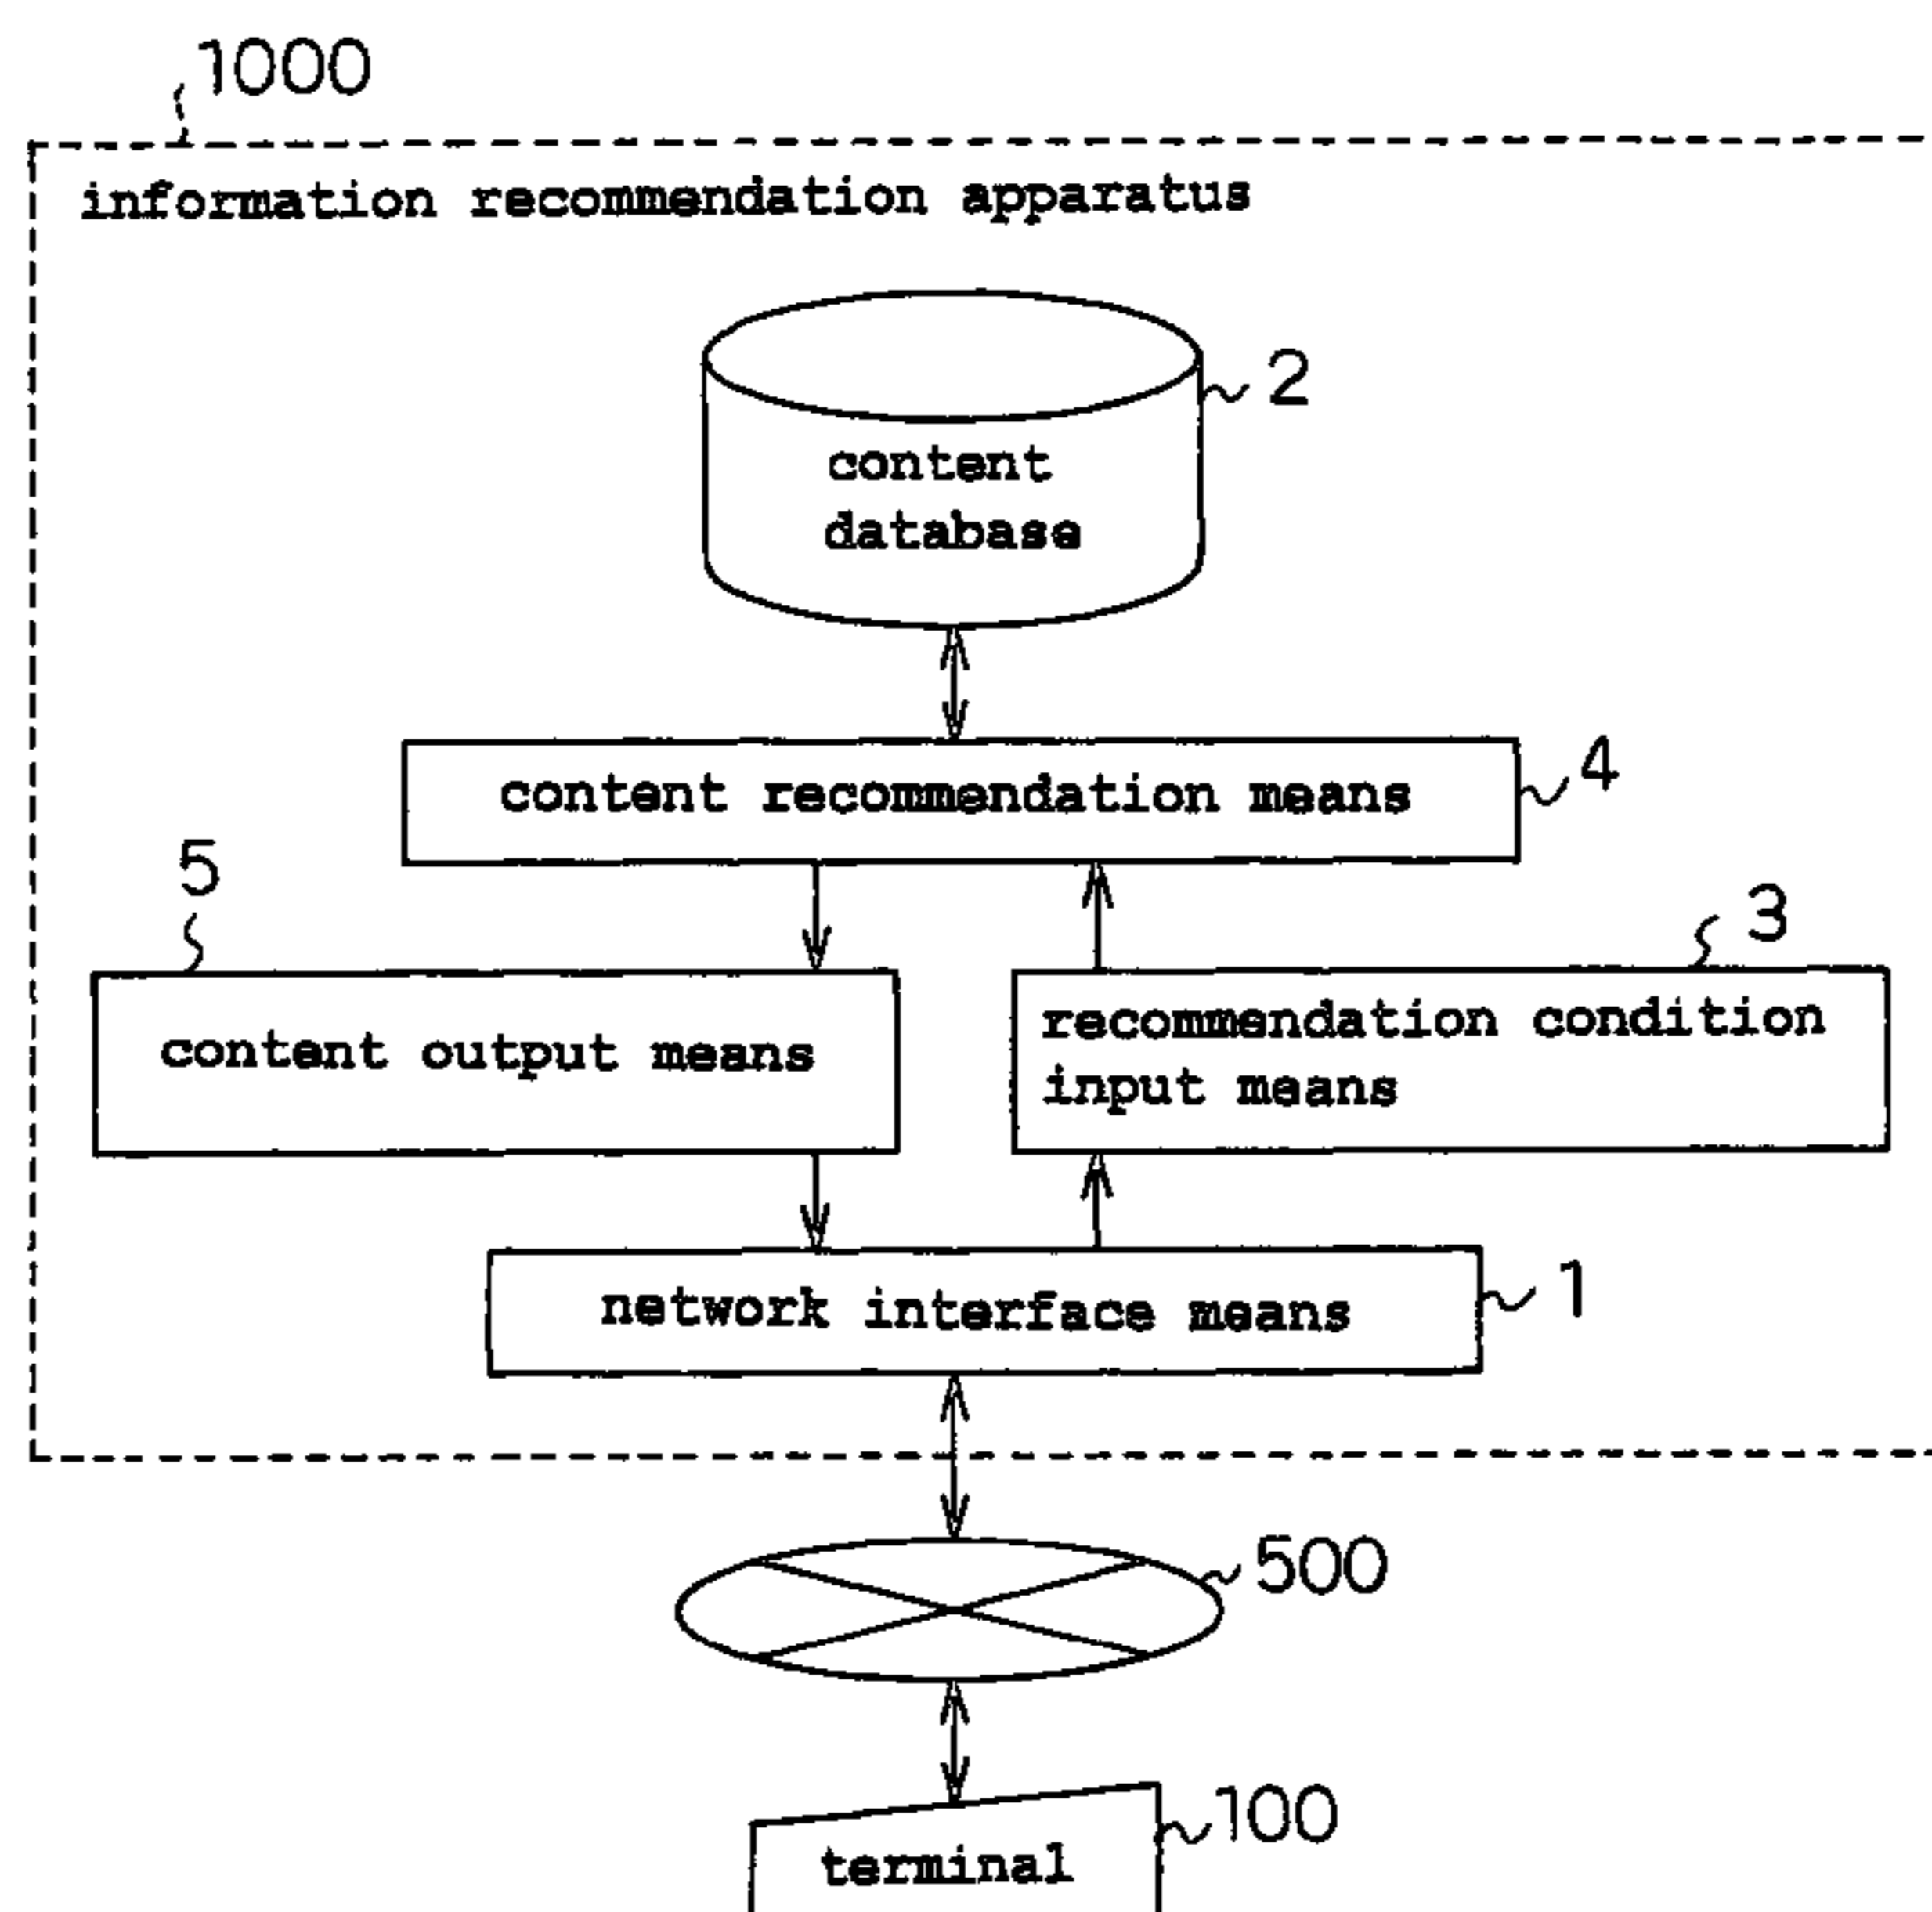 1000
information recommendation apparatus
2
content
database
4
content recommendation means
5
3
content output means
recommendation condition
input means
network interface means
1
500
100
terminal